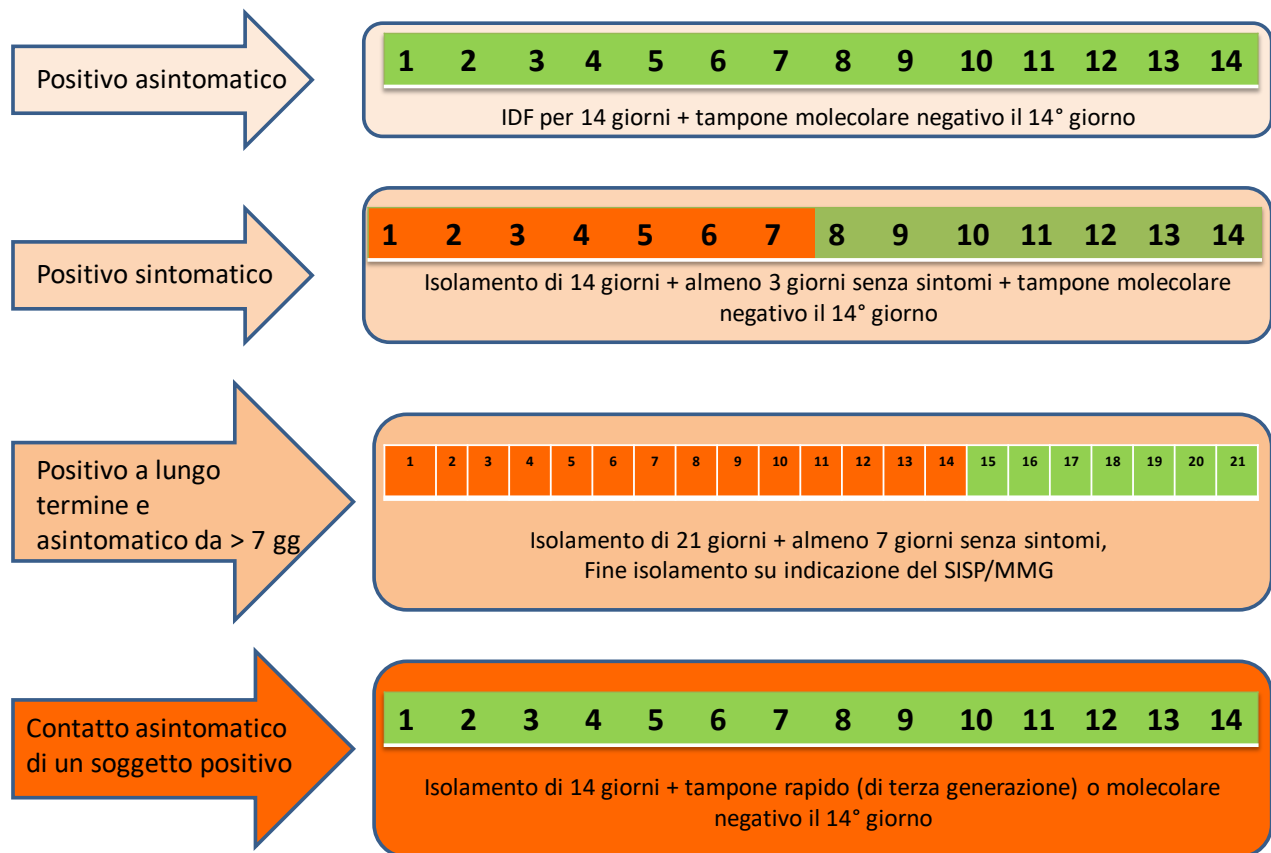 Positivo asintomatico
1 2 3 4 5 6 7 8 9 10 11 12 13 14
IDF per 14 giorni + tampone molecolare negativo il 14° giorno
Positivo sintomatico
1 2 3 4 5 6 7 8 9 10 11 12 13 14
Isolamento di 14 giorni + almeno 3 giorni senza sintomi + tampone molecolare
negativo il 14° giorno
Positivo a lungo
termine e
asintomatico da > 7 gg
1 2 3 4 5 6 7 8 9 10 11 12 13 14 15 16 17 18 19 20 21
Isolamento di 21 giorni + almeno 7 giorni senza sintomi,
Fine isolamento su indicazione del SISP/MMG
Contatto asintomatico
di un soggetto positivo
1 2 3 4 5 6 7 8 9 10 11 12 13 14
Isolamento di 14 giorni + tampone rapido (di terza generazione) o molecolare
negativo il 14° giorno